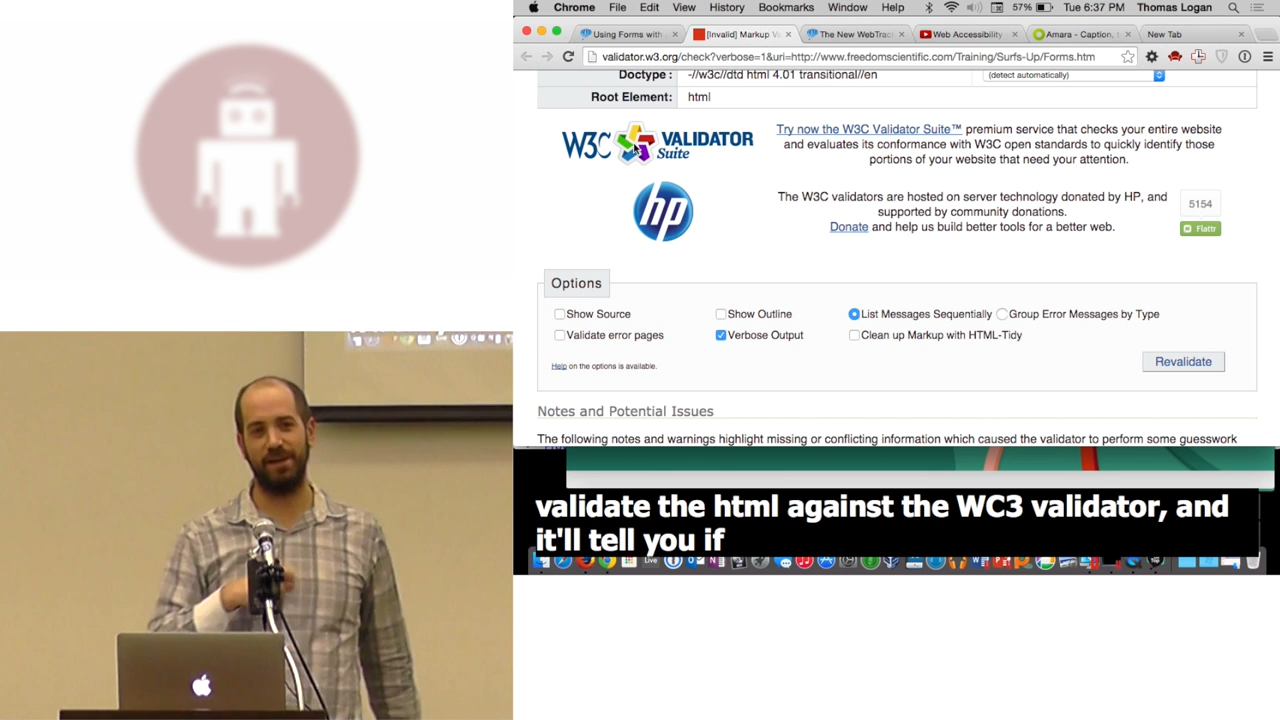 Chrome File Edit View History Bookmarks Window Help 57% Tue 6:37 PM Thomas Logan
Using Forms with
[Invalid] Markup Va
The New WebTrac
Web Accessibility
Amara - Caption, t
New Tab
validator.w3.org/check?verbose=1&uri=http://www.freedomscientific.com/Training/Surfs-Up/Forms.htm
Doctype : -//w3c//dtd html 4.01 transitional//en (detect automatically)
Root Element: html
W3C VALIDATOR
Suite
Try now the W3C Validator Suite™ premium service that checks your entire website
and evaluates its conformance with W3C open standards to quickly identify those
portions of your website that need your attention.
hp
The W3C validators are hosted on server technology donated by HP, and
supported by community donations.
Donate and help us build better tools for a better web.
5154
Flattr
Options
Show Source Show Outline List Messages Sequentially Group Error Messages by Type
Validate error pages Verbose Output Clean up Markup with HTML-Tidy
Help on the options is available.
Revalidate
Notes and Potential Issues
The following notes and warnings highlight missing or conflicting information which caused the validator to perform some guesswork
validate the html against the WC3 validator, and
it'll tell you if
Live